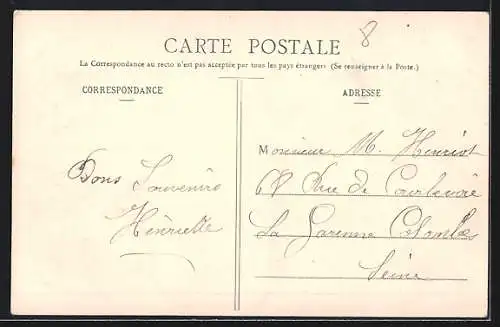 8
CARTE POSTALE
La Correspondance au recto n'est pas acceptée par tous les pays étrangers (Se renseigner à la Poste.)
CORRESPONDANCE
ADRESSE
Bons Souvenirs
Henriette
Monsieur M. Henriot
68 Rue de Courbevoie
La Garenne Colombes
Seine